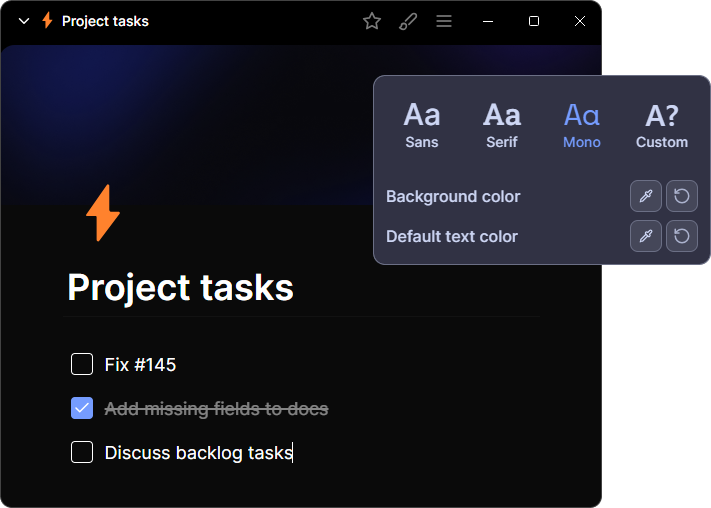 Project tasks
Aa Aa Aa A?
Sans Serif Mono Custom
Background color
Default text color
Project tasks
Fix #145
Add missing fields to docs
Discuss backlog tasks